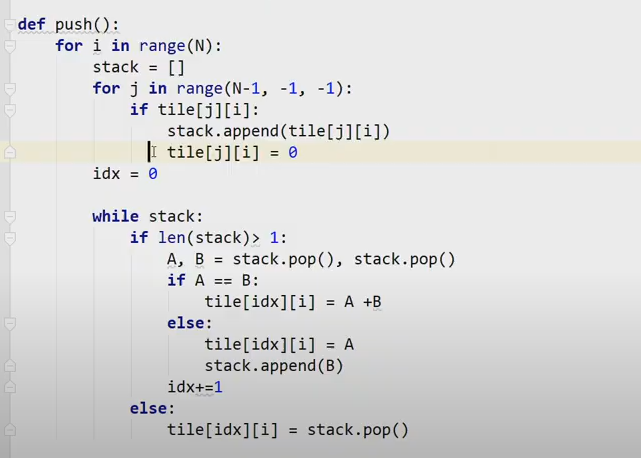 def push():
    for i in range(N):
        stack = []
        for j in range(N-1, -1, -1):
            if tile[j][i]:
                stack.append(tile[j][i])
                tile[j][i] = 0
        idx = 0

        while stack:
            if len(stack)> 1:
                A, B = stack.pop(), stack.pop()
                if A == B:
                    tile[idx][i] = A +B
                else:
                    tile[idx][i] = A
                    stack.append(B)
                idx+=1
            else:
                tile[idx][i] = stack.pop()